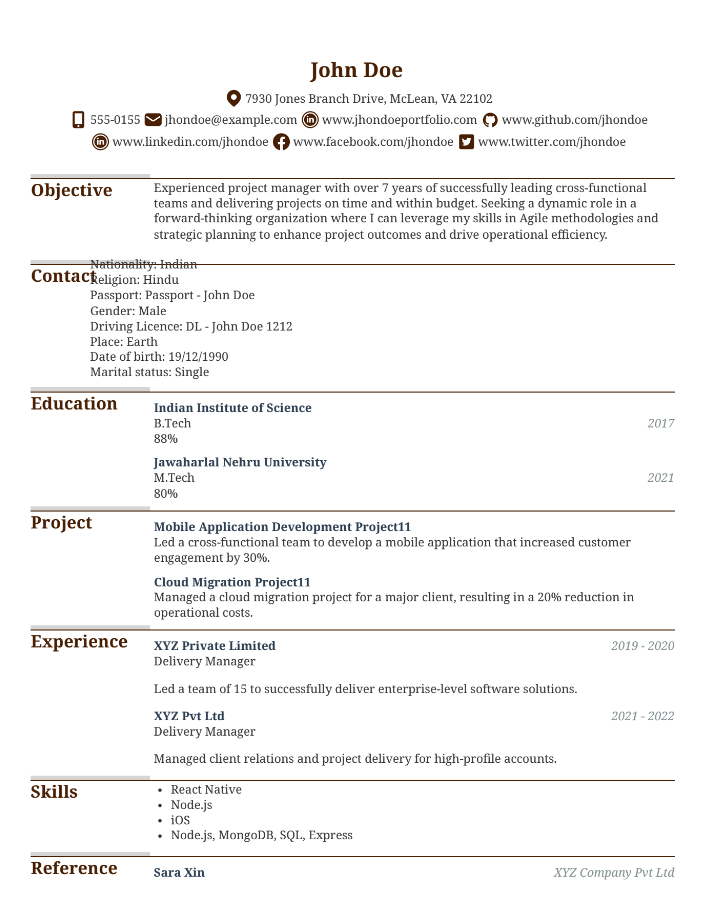 John Doe
7930 Jones Branch Drive, McLean, VA 22102
555-0155 jhondoe@example.com www.jhondoeportfolio.com www.github.com/jhondoe
www.linkedin.com/jhondoe www.facebook.com/jhondoe www.twitter.com/jhondoe
Objective
Experienced project manager with over 7 years of successfully leading cross-functional
teams and delivering projects on time and within budget. Seeking a dynamic role in a
forward-thinking organization where I can leverage my skills in Agile methodologies and
strategic planning to enhance project outcomes and drive operational efficiency.
Contact
Nationality: Indian
Religion: Hindu
Passport: Passport - John Doe
Gender: Male
Driving Licence: DL - John Doe 1212
Place: Earth
Date of birth: 19/12/1990
Marital status: Single
Education
Indian Institute of Science
B.Tech 2017
88%
Jawaharlal Nehru University
M.Tech 2021
80%
Project
Mobile Application Development Project11
Led a cross-functional team to develop a mobile application that increased customer
engagement by 30%.
Cloud Migration Project11
Managed a cloud migration project for a major client, resulting in a 20% reduction in
operational costs.
Experience
XYZ Private Limited 2019 - 2020
Delivery Manager
Led a team of 15 to successfully deliver enterprise-level software solutions.
XYZ Pvt Ltd 2021 - 2022
Delivery Manager
Managed client relations and project delivery for high-profile accounts.
Skills
• React Native
• Node.js
• iOS
• Node.js, MongoDB, SQL, Express
Reference
Sara Xin XYZ Company Pvt Ltd